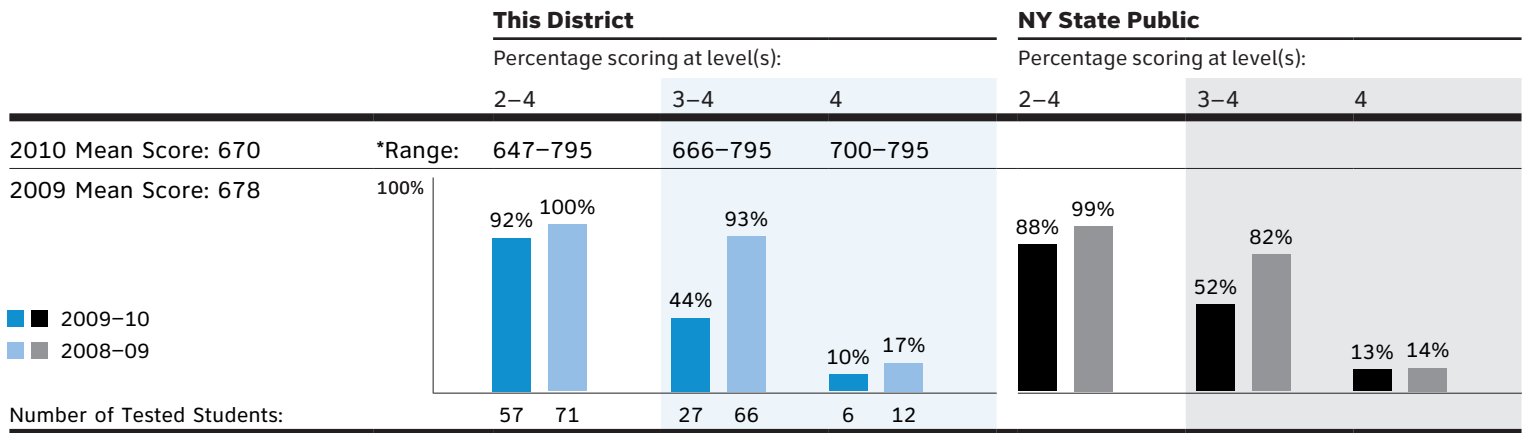 This District NY State Public
Percentage scoring at level(s): Percentage scoring at level(s):
2–4 3–4 4 2–4 3–4 4
2010 Mean Score: 670 *Range: 647–795 666–795 700–795
2009 Mean Score: 678 100%
92% 100% 44% 93% 10% 17% 88% 99% 52% 82% 13% 14%
2009–10
2008–09
Number of Tested Students: 57 71 27 66 6 12